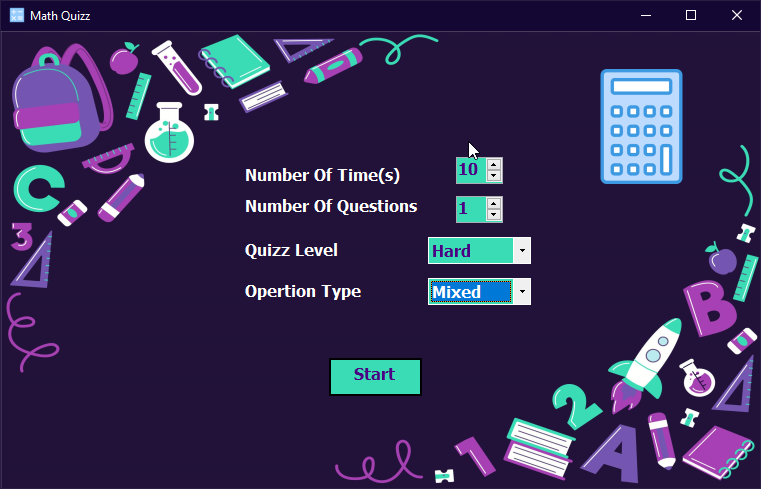 Math Quizz
Number Of Time(s) 10
Number Of Questions 1
Quizz Level Hard
Opertion Type Mixed
Start
C
3
B
2
1
A